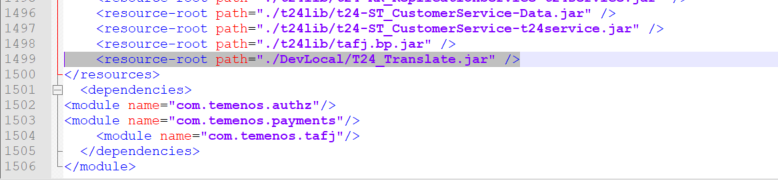 1496 <resource-root path="./t24lib/t24-ST_CustomerService-Data.jar" />
1497 <resource-root path="./t24lib/t24-ST_CustomerService-t24service.jar" />
1498 <resource-root path="./t24lib/tafj.bp.jar" />
1499 <resource-root path="./DevLocal/T24_Translate.jar" />
1500 </resources>
1501 <dependencies>
1502 <module name="com.temenos.authz"/>
1503 <module name="com.temenos.payments"/>
1504 <module name="com.temenos.tafj"/>
1505 </dependencies>
1506 </module>